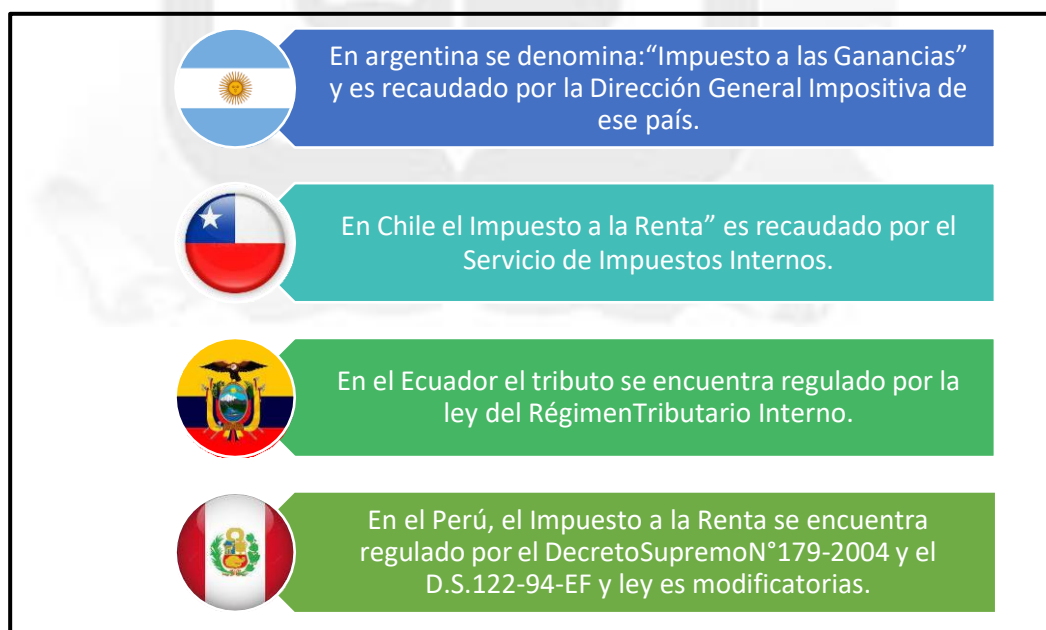 En argentina se denomina:“Impuesto a las Ganancias”
y es recaudado por la Dirección General Impositiva de
ese país.
En Chile el Impuesto a la Renta” es recaudado por el
Servicio de Impuestos Internos.
En el Ecuador el tributo se encuentra regulado por la
ley del RégimenTributario Interno.
En el Perú, el Impuesto a la Renta se encuentra
regulado por el DecretoSupremoN°179-2004 y el
D.S.122-94-EF y ley es modificatorias.